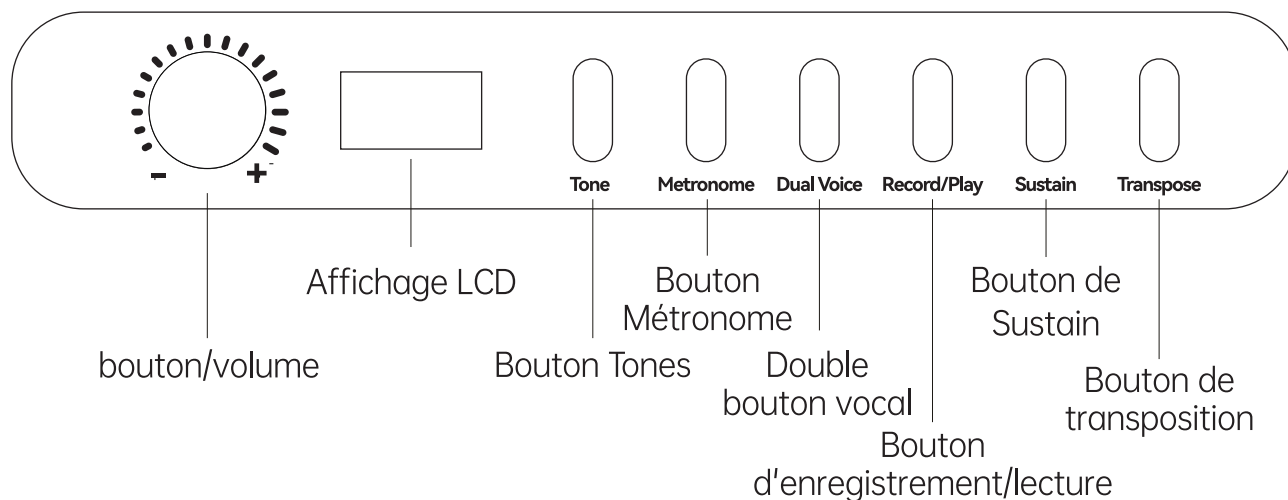 - +
Tone Metronome Dual Voice Record/Play Sustain Transpose
Affichage LCD
Bouton
Métronome
Bouton de
Sustain
bouton/volume
Bouton Tones
Double
bouton vocal
Bouton de
transposition
Bouton
d'enregistrement/lecture